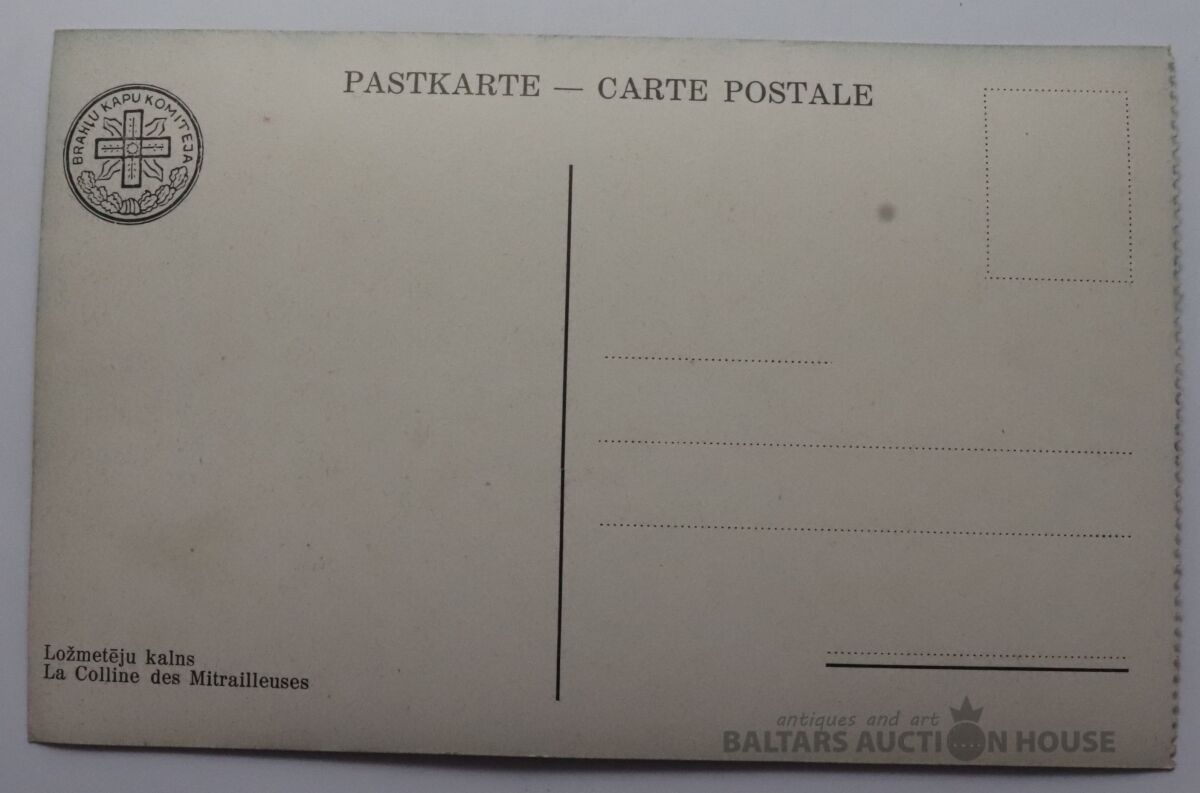 PASTKARTE — CARTE POSTALE
BRAHĻU KAPU KOMITEJA
Ložmetēju kalns
La Colline des Mitrailleuses
antiques and art
BALTARS AUCTION HOUSE